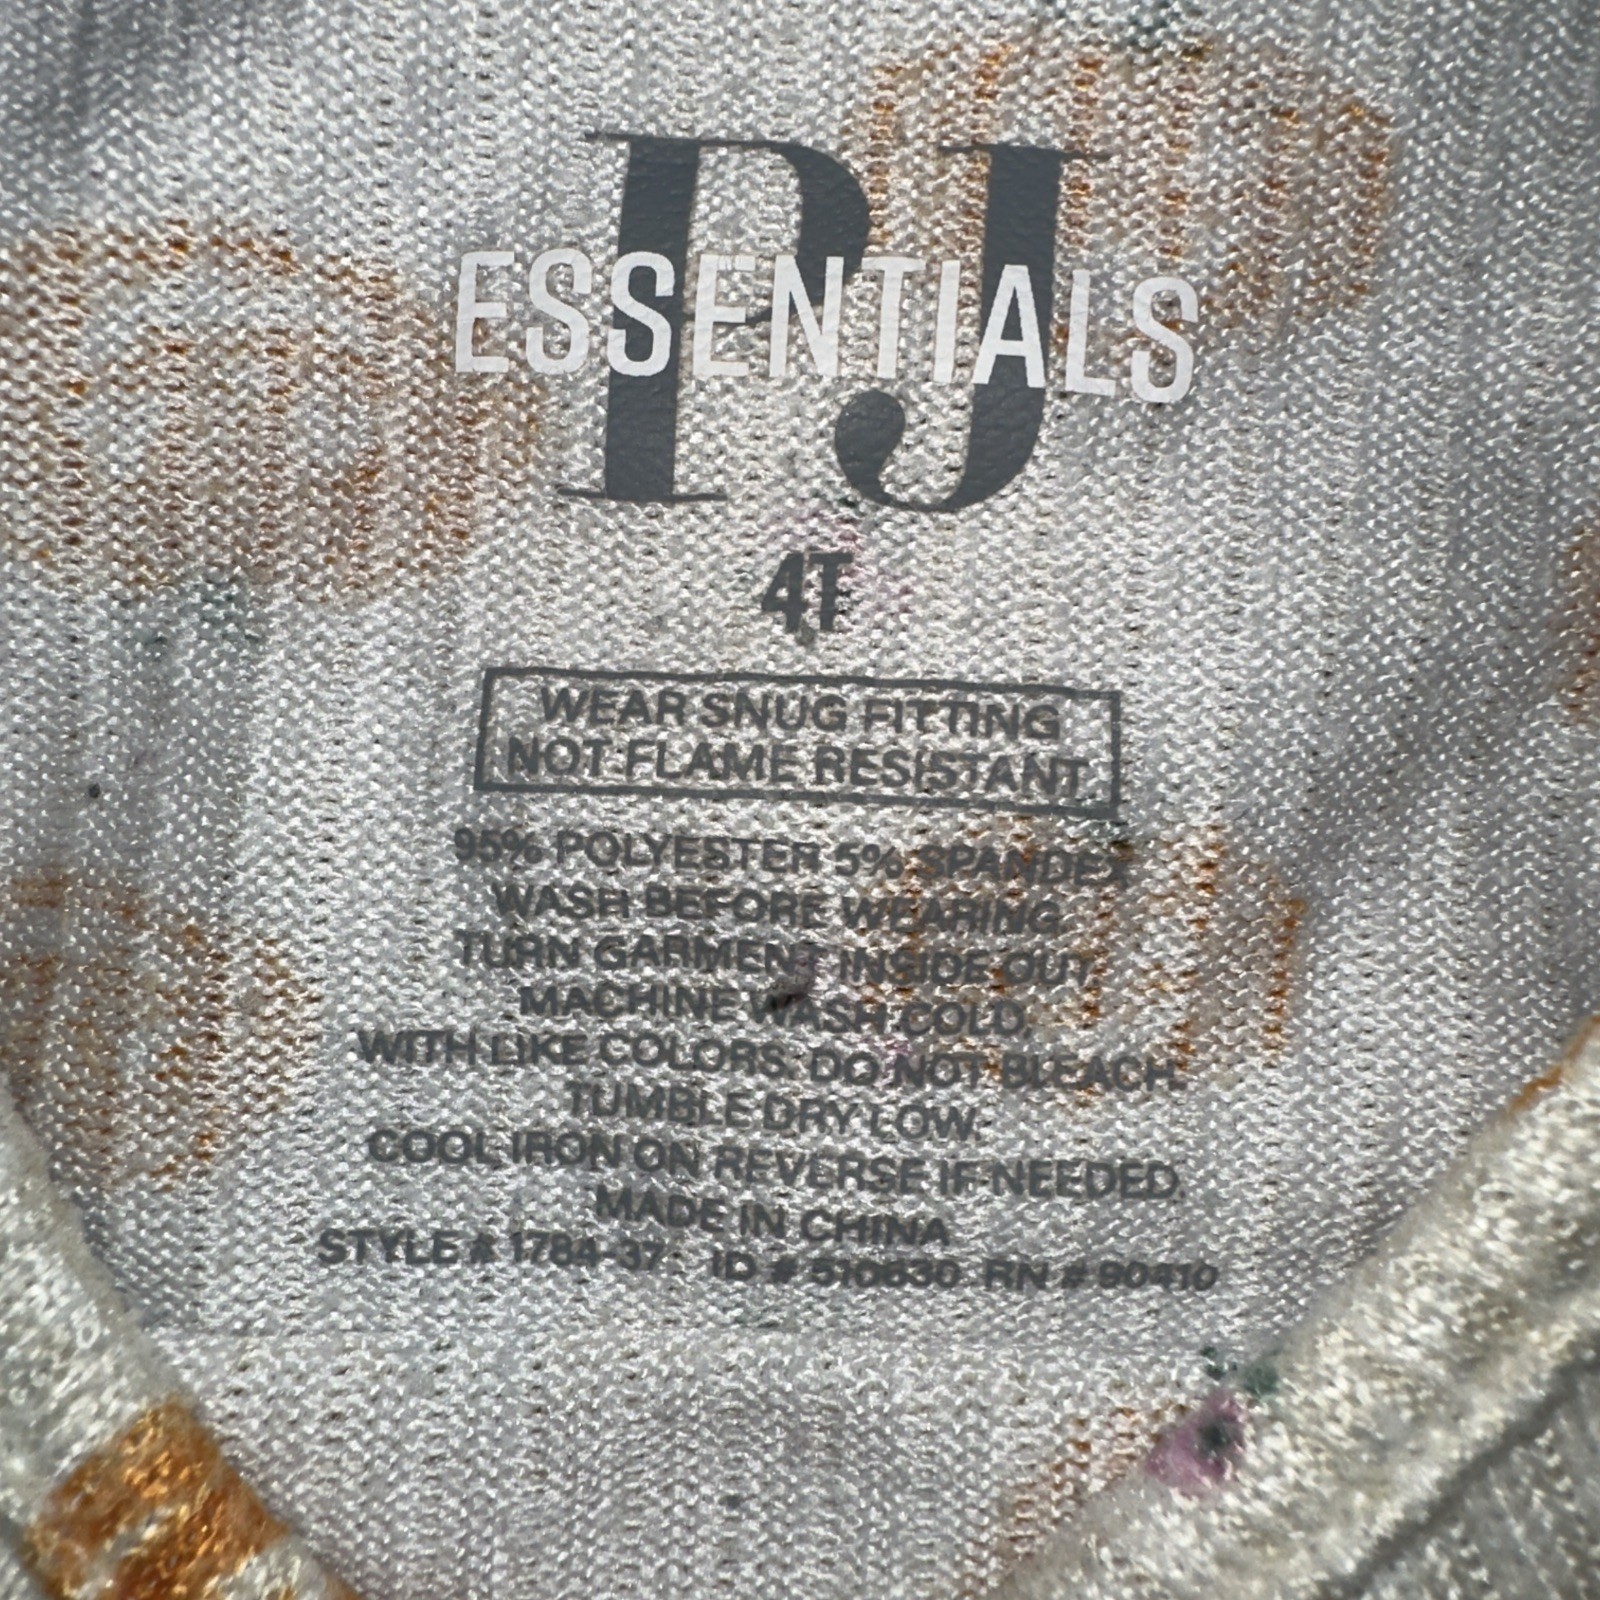 PJ
ESSENTIALS
4T
WEAR SNUG FITTING
NOT FLAME RESISTANT
95% POLYESTER 5% SPANDEX
WASH BEFORE WEARING
TURN GARMENT INSIDE OUT
MACHINE WASH COLD,
WITH LIKE COLORS. DO NOT BLEACH.
TUMBLE DRY LOW.
COOL IRON ON REVERSE IF NEEDED.
MADE IN CHINA
STYLE # 1784-37 ID # 510630 RN # 90410